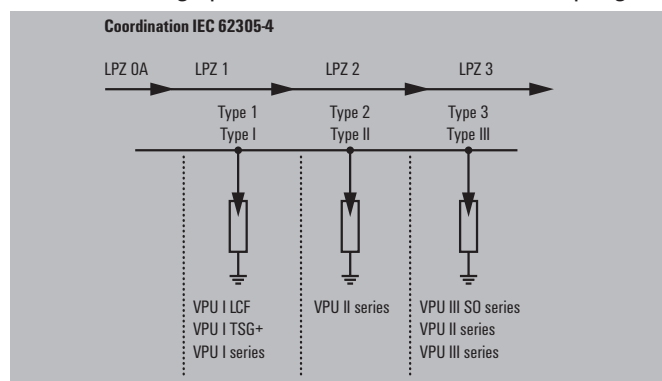 Coordination IEC 62305-4
LPZ 0A LPZ 1 LPZ 2 LPZ 3
Type 1 Type 2 Type 3
Type I Type II Type III
VPU I LCF VPU II series VPU III SO series
VPU I TSG+ VPU II series
VPU I series VPU III series